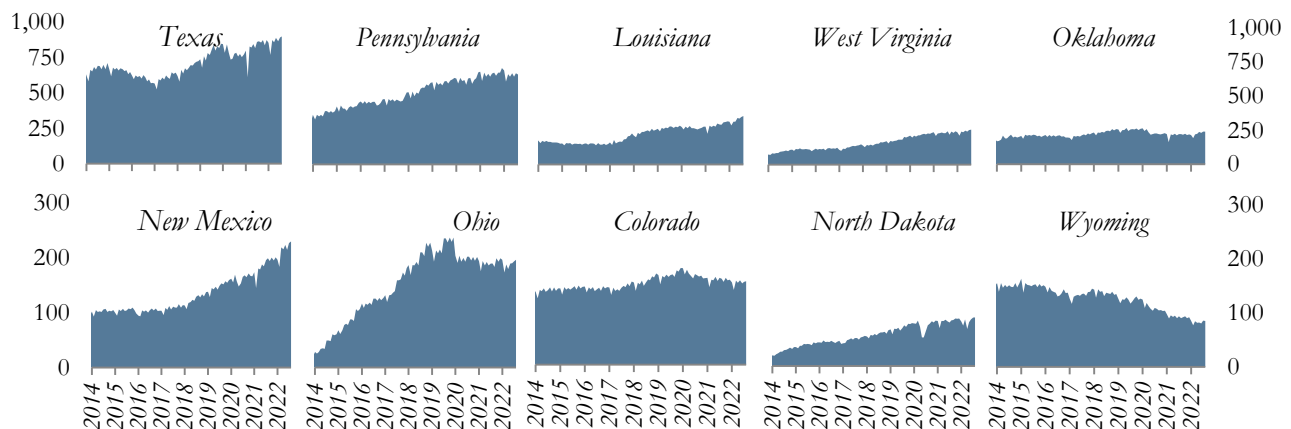 1,000 Texas Pennsylvania Louisiana West Virginia Oklahoma 1,000
750 750
500 500
250 250
0 0
300 New Mexico Ohio Colorado North Dakota Wyoming 300
200 200
100 100
0 0
2014 2015 2016 2017 2018 2019 2020 2021 2022 2014 2015 2016 2017 2018 2019 2020 2021 2022 2014 2015 2016 2017 2018 2019 2020 2021 2022 2014 2015 2016 2017 2018 2019 2020 2021 2022 2014 2015 2016 2017 2018 2019 2020 2021 2022